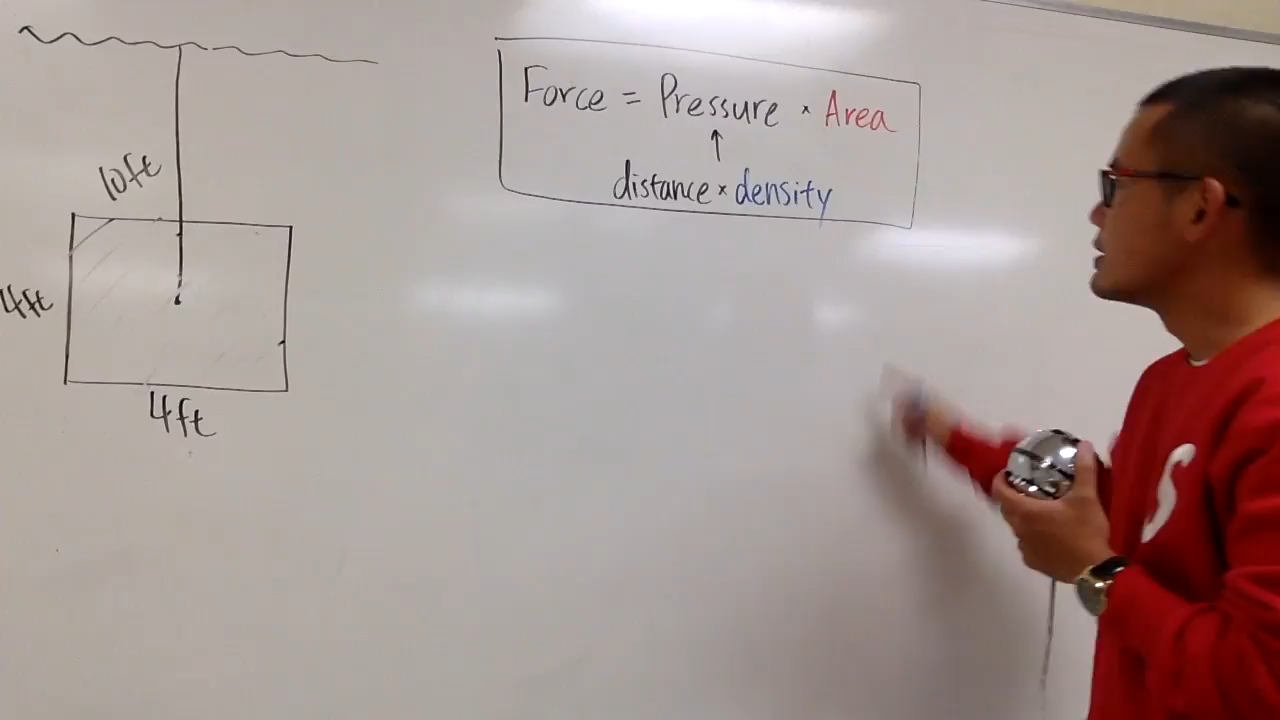 Force = Pressure × Area
↑
distance × density
10ft
4ft
4ft
S